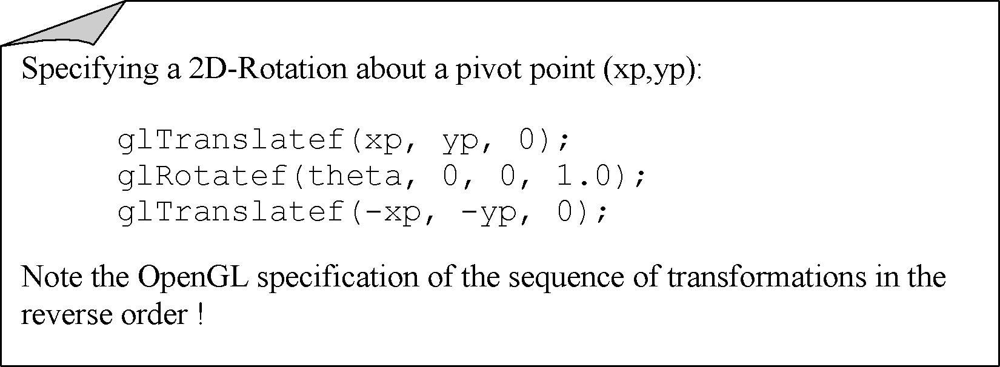 Specifying a 2D-Rotation about a pivot point (xp,yp):
glTranslatef(xp, yp, 0);
glRotatef(theta, 0, 0, 1.0);
glTranslatef(-xp, -yp, 0);
Note the OpenGL specification of the sequence of transformations in the
reverse order !